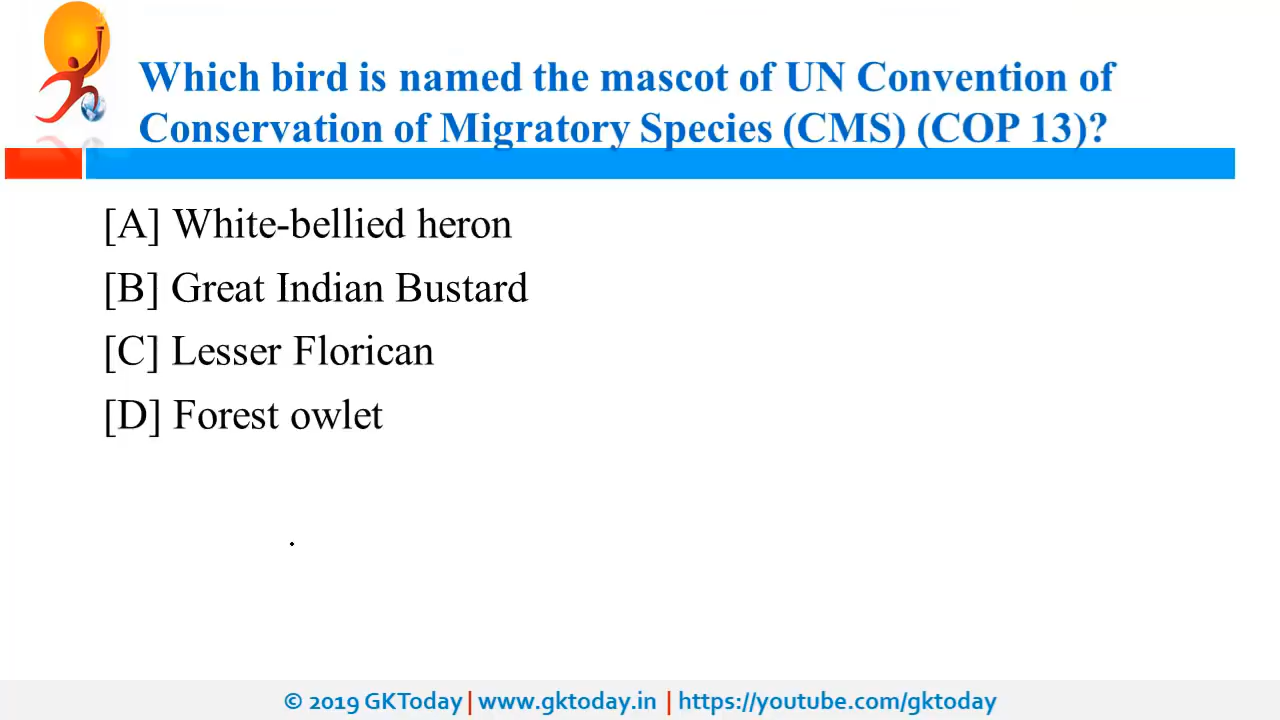 Which bird is named the mascot of UN Convention of
Conservation of Migratory Species (CMS) (COP 13)?
[A] White-bellied heron
[B] Great Indian Bustard
[C] Lesser Florican
[D] Forest owlet
© 2019 GKToday | www.gktoday.in | https://youtube.com/gktoday